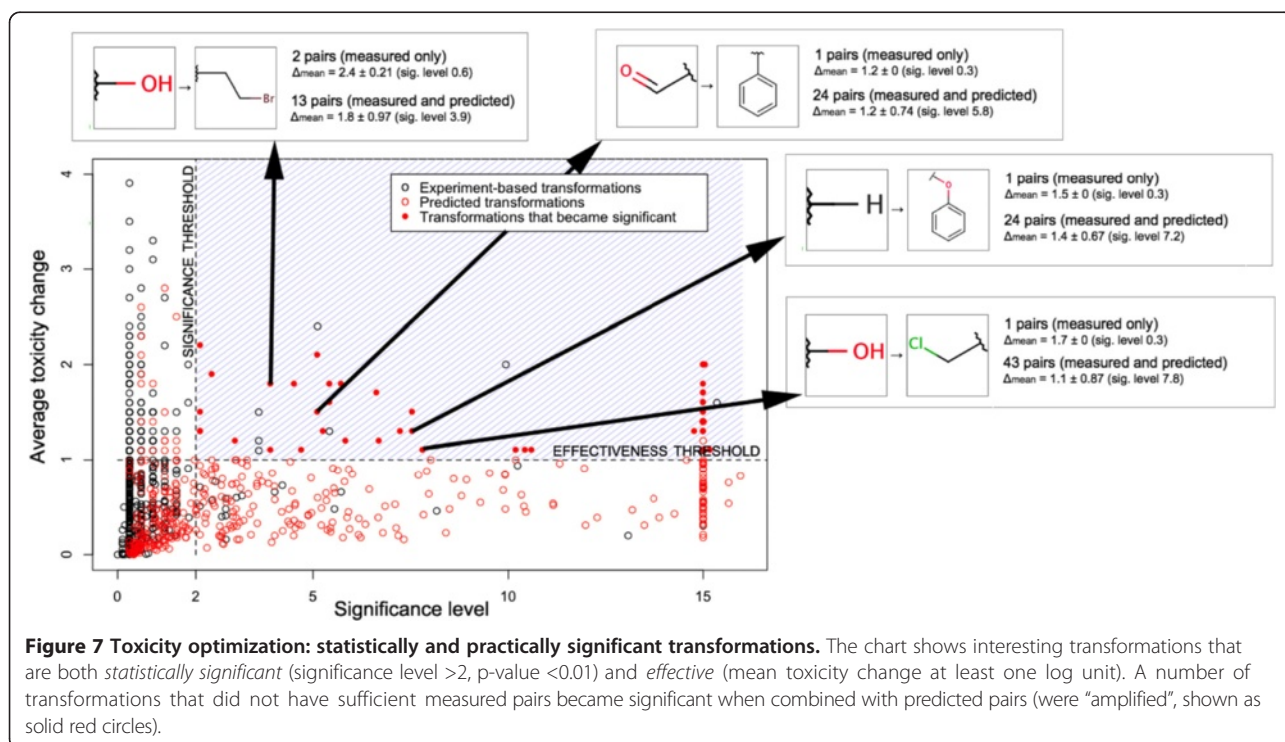 OH
Br
2 pairs (measured only)
Δmean = 2.4 ± 0.21 (sig. level 0.6)
13 pairs (measured and predicted)
Δmean = 1.8 ± 0.97 (sig. level 3.9)
O
1 pairs (measured only)
Δmean = 1.2 ± 0 (sig. level 0.3)
24 pairs (measured and predicted)
Δmean = 1.2 ± 0.74 (sig. level 5.8)
H
O
1 pairs (measured only)
Δmean = 1.5 ± 0 (sig. level 0.3)
24 pairs (measured and predicted)
Δmean = 1.4 ± 0.67 (sig. level 7.2)
OH
Cl
1 pairs (measured only)
Δmean = 1.7 ± 0 (sig. level 0.3)
43 pairs (measured and predicted)
Δmean = 1.1 ± 0.87 (sig. level 7.8)
Average toxicity change
4
3
2
1
0
SIGNIFICANCE THRESHOLD
Experiment-based transformations
Predicted transformations
Transformations that became significant
EFFECTIVENESS THRESHOLD
0 2 5 10 15
Significance level
Figure 7 Toxicity optimization: statistically and practically significant transformations. The chart shows interesting transformations that
are both statistically significant (significance level >2, p-value <0.01) and effective (mean toxicity change at least one log unit). A number of
transformations that did not have sufficient measured pairs became significant when combined with predicted pairs (were “amplified”, shown as
solid red circles).